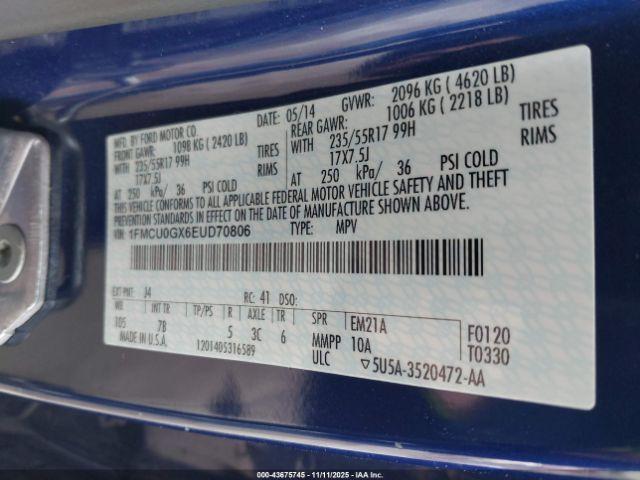 MFD. BY FORD MOTOR CO.
DATE: 05/14 GVWR: 2096 KG ( 4620 LB)
FRONT GAWR: 1098 KG ( 2420 LB)
REAR GAWR: 1006 KG ( 2218 LB)
WITH 235/55R17 99H TIRES
WITH 235/55R17 99H TIRES
17X7.5J RIMS
17X7.5J RIMS
AT 250 kPa/ 36 PSI COLD
AT 250 kPa/ 36 PSI COLD
THIS VEHICLE CONFORMS TO ALL APPLICABLE FEDERAL MOTOR VEHICLE SAFETY AND THEFT
PREVENTION STANDARDS IN EFFECT ON THE DATE OF MANUFACTURE SHOWN ABOVE.
VIN: 1FMCU0GX6EUD70806 TYPE: MPV
EXT PNT: J4 RC: 41 DSO:
WB INT TR TP/PS R AXLE TR SPR EM21A F0120
105 7B 5 3C 6 MMPP 10A T0330
MADE IN U.S.A. 1201405316589 ULC ▽5U5A-3520472-AA
-- 43675745 -- 11/11/2025 -- IAA Inc.